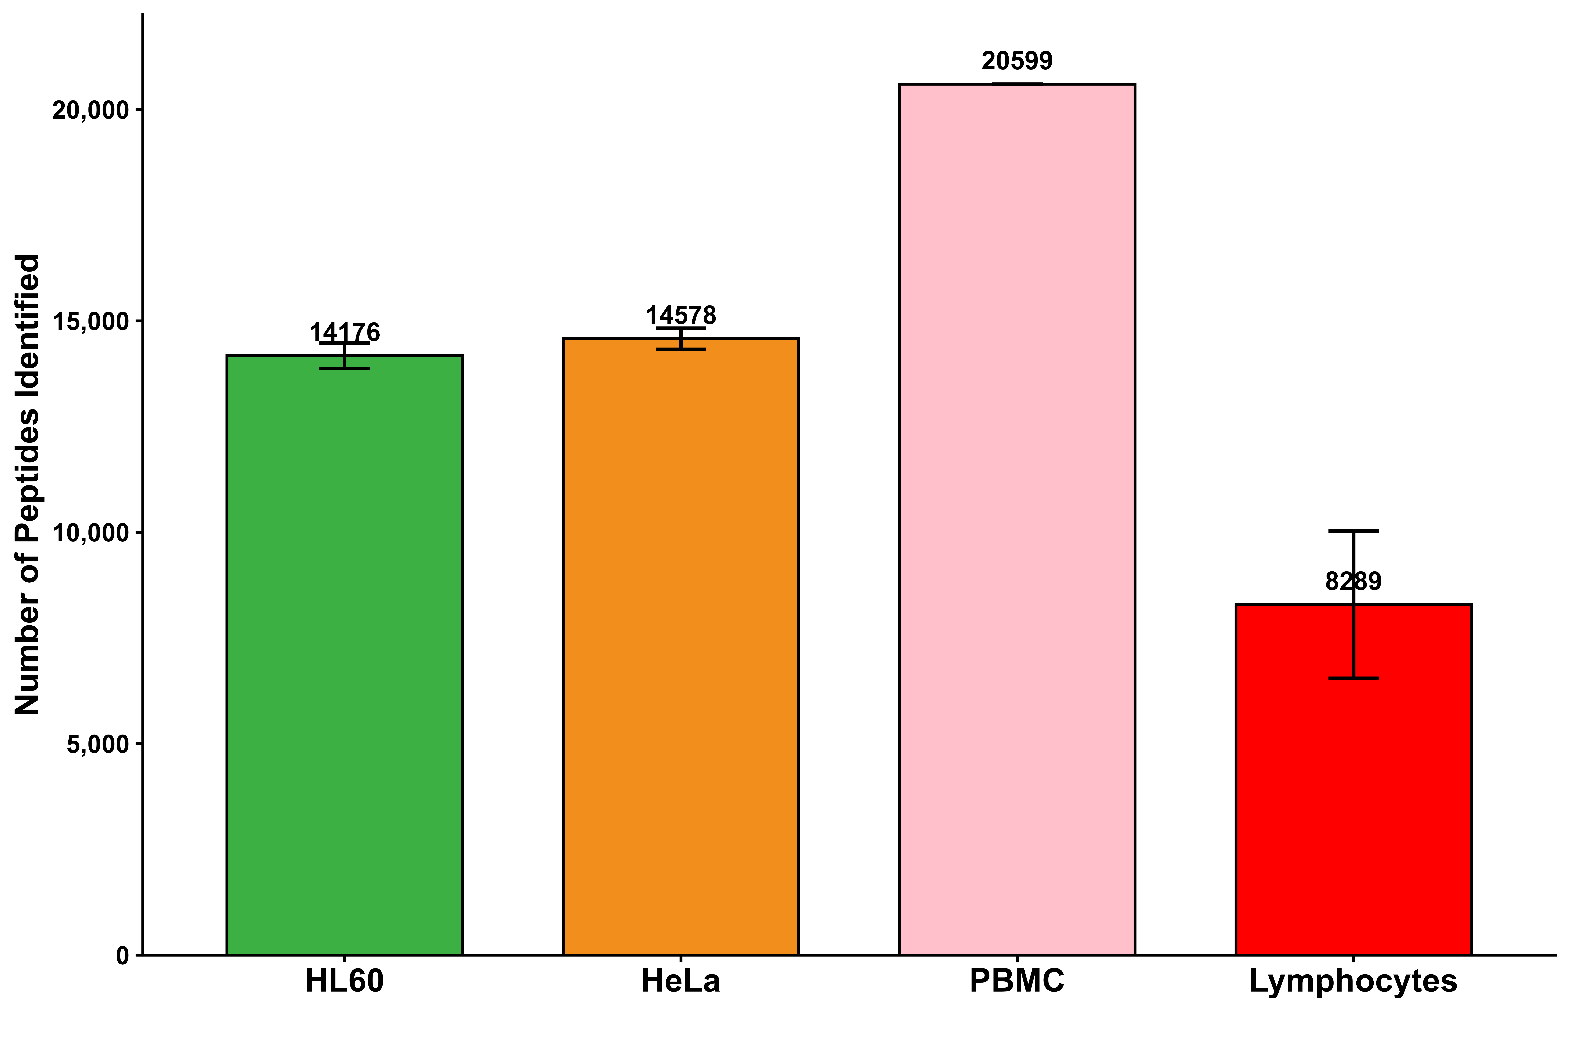 Number of Peptides Identified
20,000
15,000
10,000
5,000
0
14176
14578
20599
8289
HL60
HeLa
PBMC
Lymphocytes